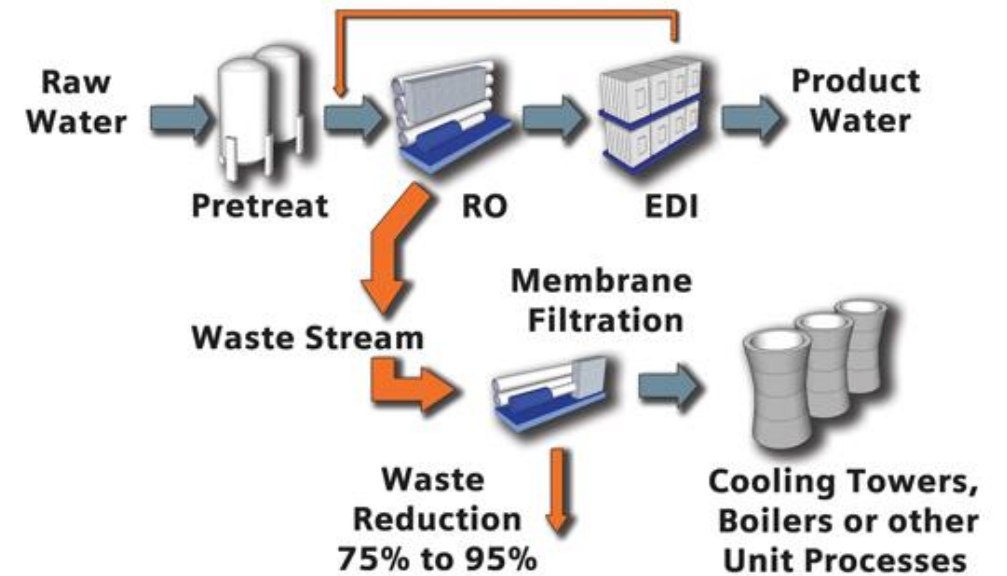 Raw
Water
Pretreat
RO
EDI
Product
Water
Waste Stream
Membrane
Filtration
Waste
Reduction
75% to 95%
Cooling Towers,
Boilers or other
Unit Processes